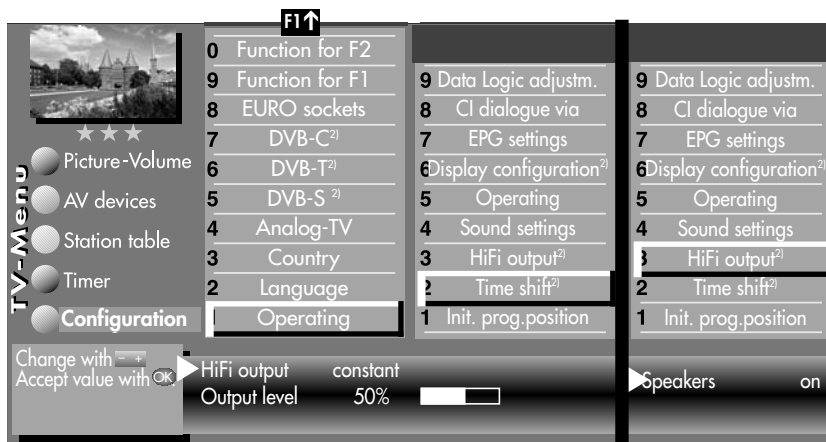 F1↑
TV-Menu
Picture-Volume
AV devices
Station table
Timer
Configuration
0 Function for F2
9 Function for F1
8 EURO sockets
7 DVB-C2)
6 DVB-T2)
5 DVB-S 2)
4 Analog-TV
3 Country
2 Language
Operating
9 Data Logic adjustm.
8 CI dialogue via
7 EPG settings
6 Display configuration2)
5 Operating
4 Sound settings
3 HiFi output2)
2 Time shift2)
1 Init. prog.position
9 Data Logic adjustm.
8 CI dialogue via
7 EPG settings
6 Display configuration2)
5 Operating
4 Sound settings
3 HiFi output2)
2 Time shift2)
1 Init. prog.position
Change with - +
Accept value with OK
HiFi output constant
Output level 50%
Speakers on